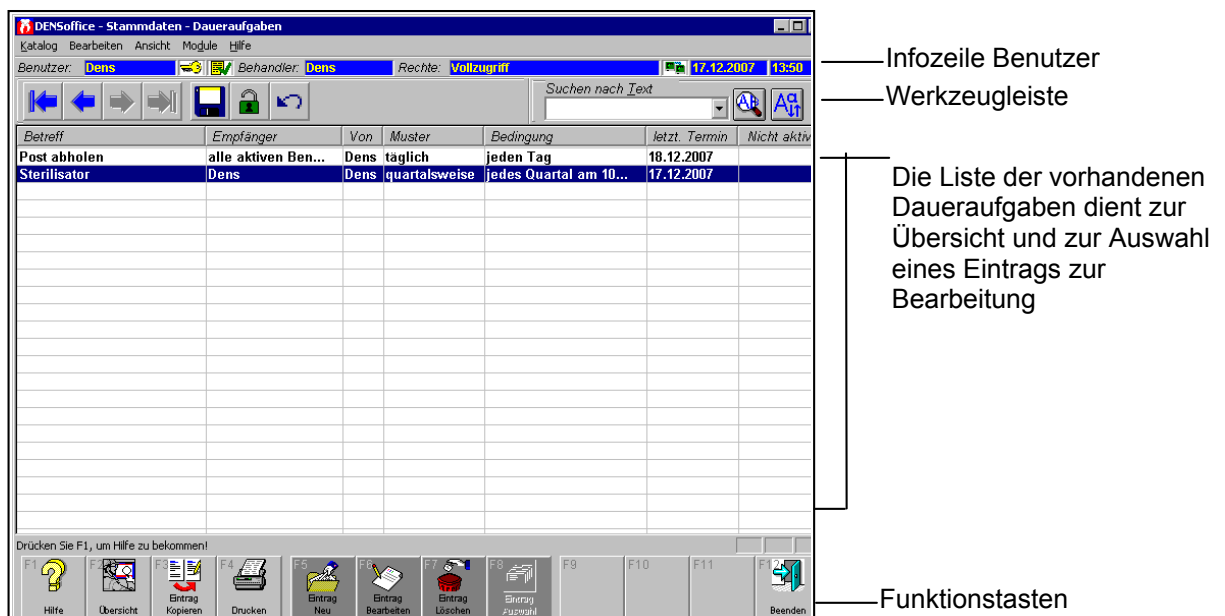 DENSoffice - Stammdaten - Daueraufgaben
Katalog Bearbeiten Ansicht Module Hilfe
Benutzer: Dens Behandler: Dens Rechte: Vollzugriff 17.12.2007 13:50
Infozeile Benutzer
Suchen nach Text
Werkzeugleiste
Betreff Empfänger Von Muster Bedingung letzt. Termin Nicht aktiv
Post abholen alle aktiven Ben... Dens täglich jeden Tag 18.12.2007
Sterilisator Dens Dens quartalsweise jedes Quartal am 10... 17.12.2007
Die Liste der vorhandenen
Daueraufgaben dient zur
Übersicht und zur Auswahl
eines Eintrags zur
Bearbeitung
Drücken Sie F1, um Hilfe zu bekommen!
F1 Hilfe
F2 Übersicht
F3 Eintrag Kopieren
F4 Drucken
F5 Eintrag Neu
F6 Eintrag Bearbeiten
F7 Eintrag Löschen
F8 Eintrag Auswahl
F9
F10
F11
F12 Beenden
Funktionstasten